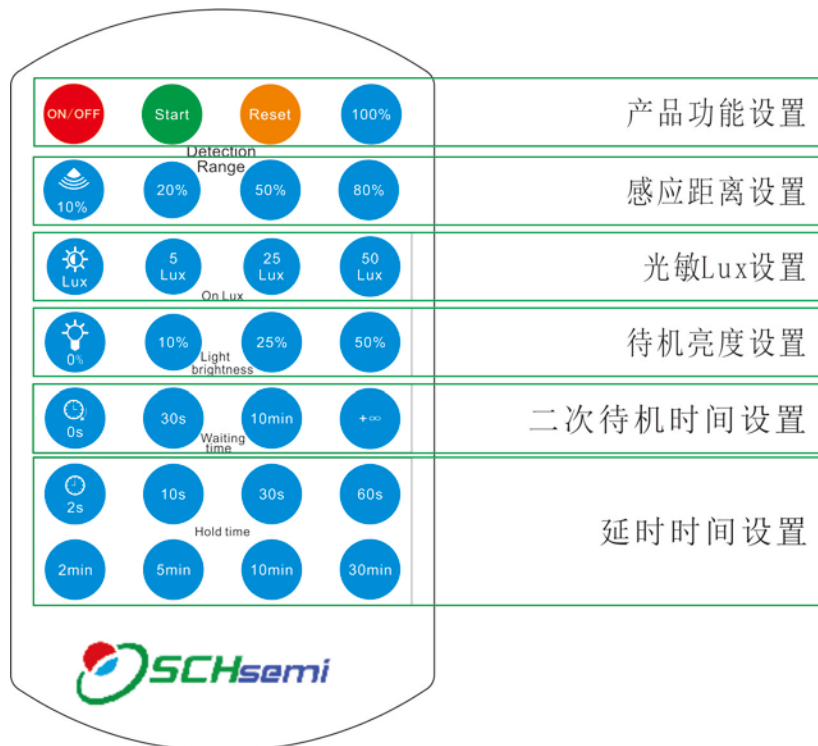 ON/OFF Start Reset 100% 产品功能设置
Detection
Range
10% 20% 50% 80% 感应距离设置
Lux 5 Lux 25 Lux 50 Lux 光敏Lux设置
On Lux
0% 10% 25% 50% 待机亮度设置
Light
brightness
0s 30s 10min +∞ 二次待机时间设置
Waiting
time
2s 10s 30s 60s
Hold time 延时时间设置
2min 5min 10min 30min
SCHsemi